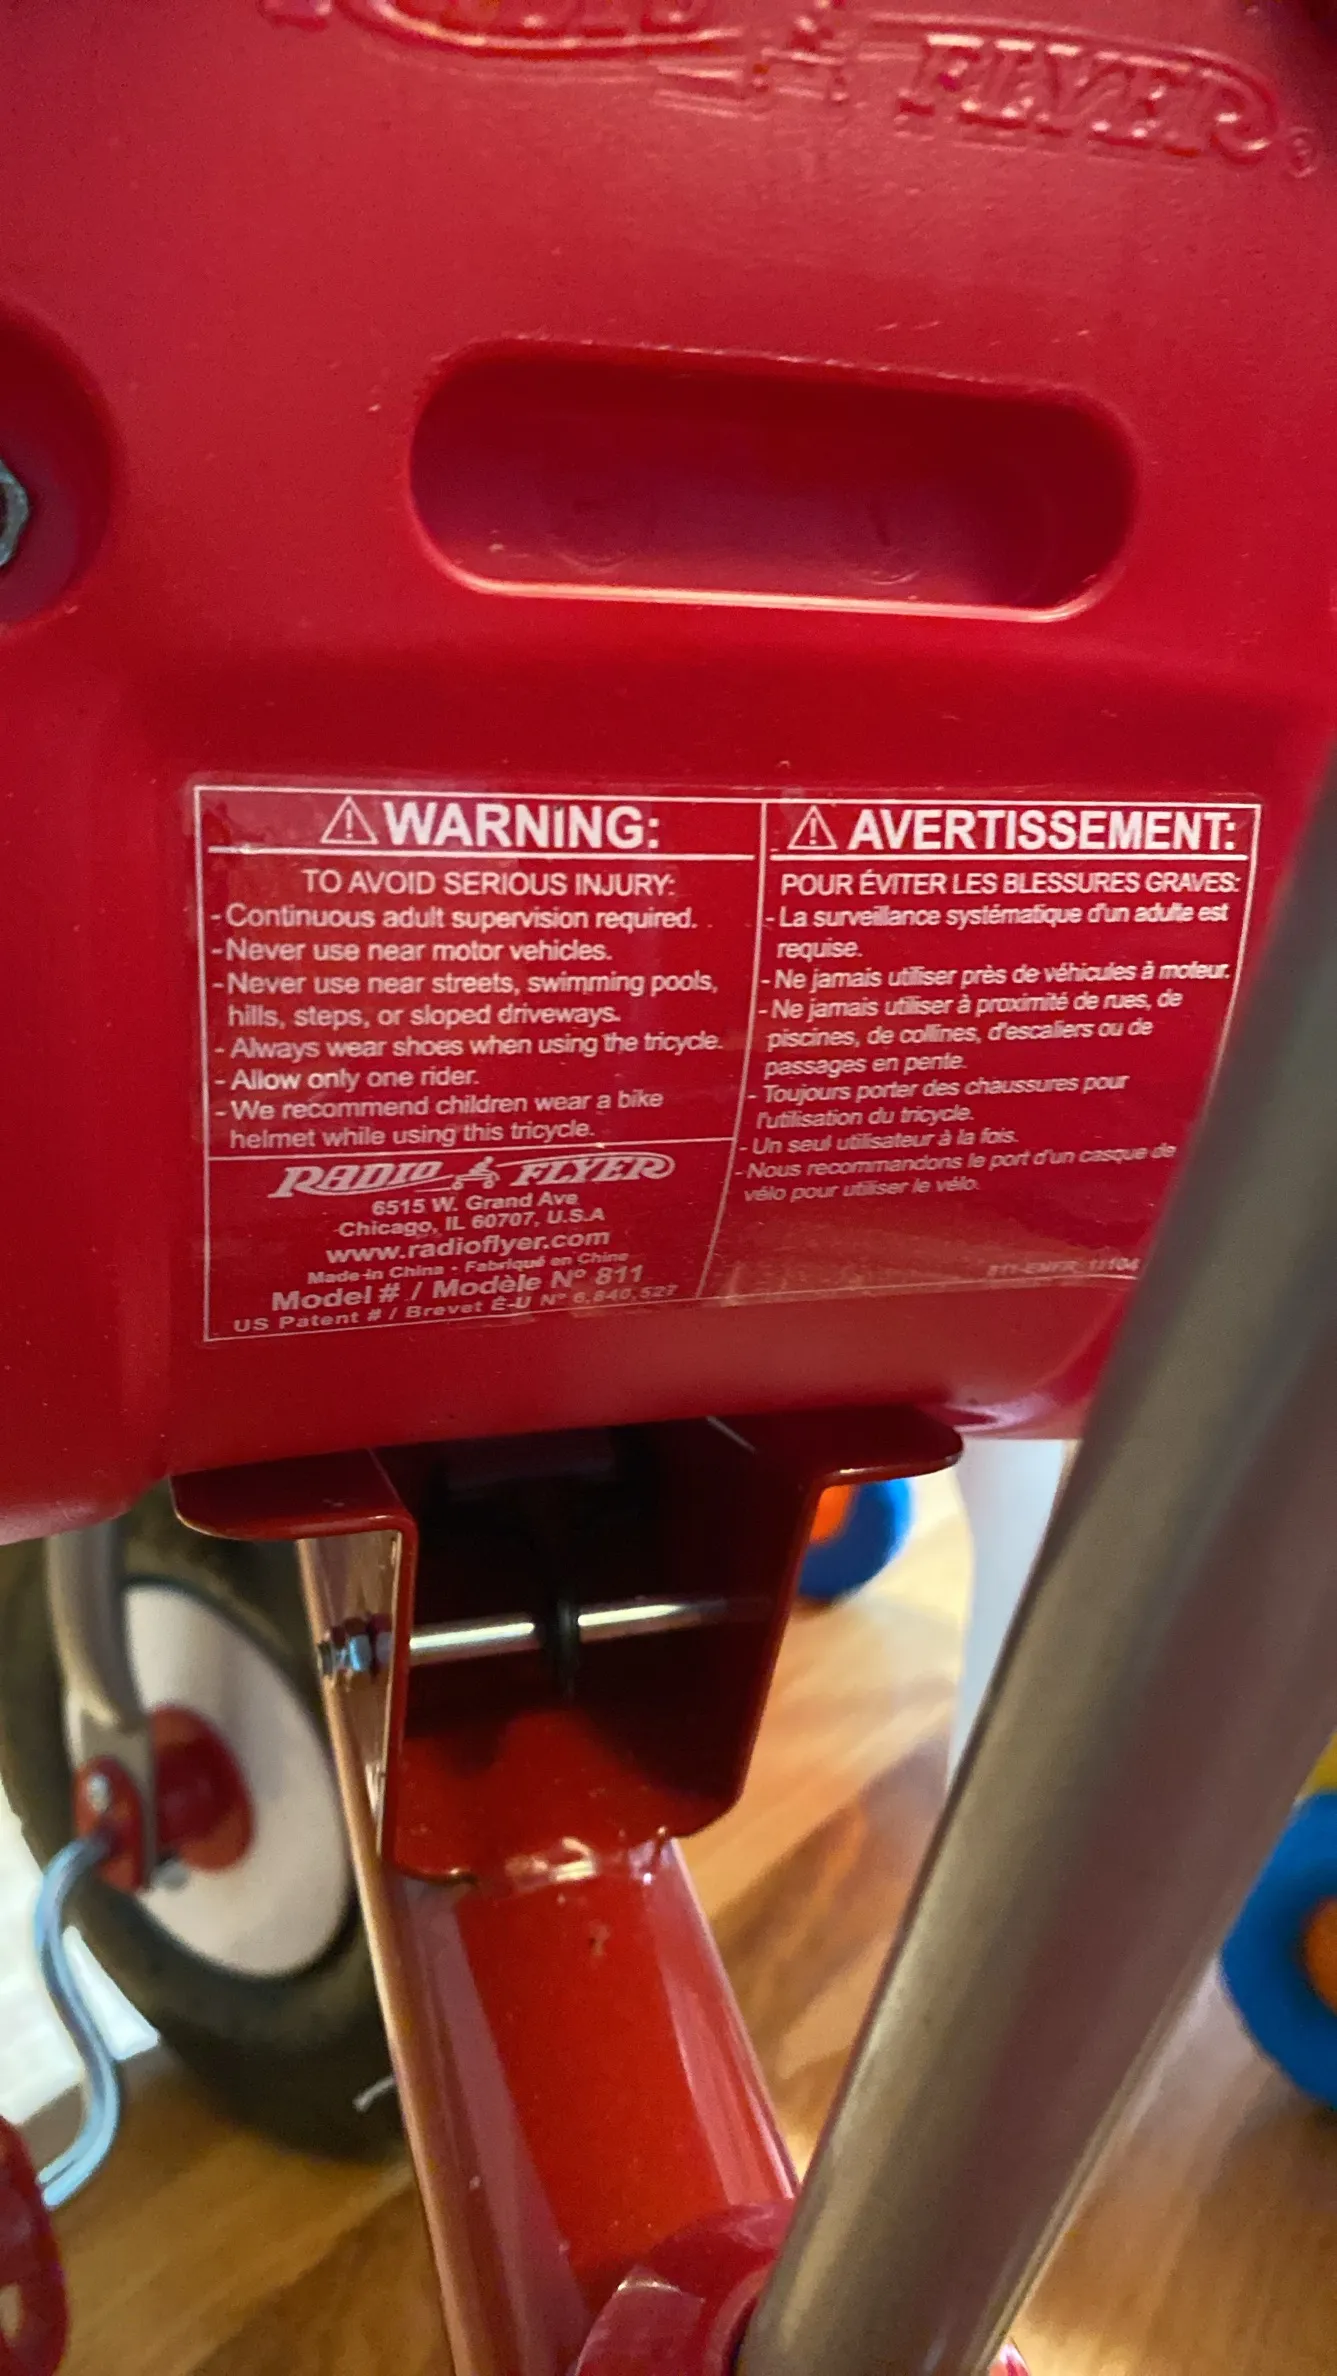 RADIO FLYER®
⚠ WARNING:
TO AVOID SERIOUS INJURY:
- Continuous adult supervision required.
- Never use near motor vehicles.
- Never use near streets, swimming pools,
hills, steps, or sloped driveways.
- Always wear shoes when using the tricycle.
- Allow only one rider.
- We recommend children wear a bike
helmet while using this tricycle.
RADIO FLYER
6515 W. Grand Ave
Chicago, IL 60707, U.S.A
www.radioflyer.com
Made in China - Fabriqué en Chine
Model # / Modèle N° 811
US Patent # / Brevet É-U N° 6,840,527
⚠ AVERTISSEMENT:
POUR ÉVITER LES BLESSURES GRAVES:
- La surveillance systématique d'un adulte est
requise.
- Ne jamais utiliser près de véhicules à moteur.
- Ne jamais utiliser à proximité de rues, de
piscines, de collines, d'escaliers ou de
passages en pente.
- Toujours porter des chaussures pour
l'utilisation du tricycle.
- Un seul utilisateur à la fois.
- Nous recommandons le port d'un casque de
vélo pour utiliser le vélo.